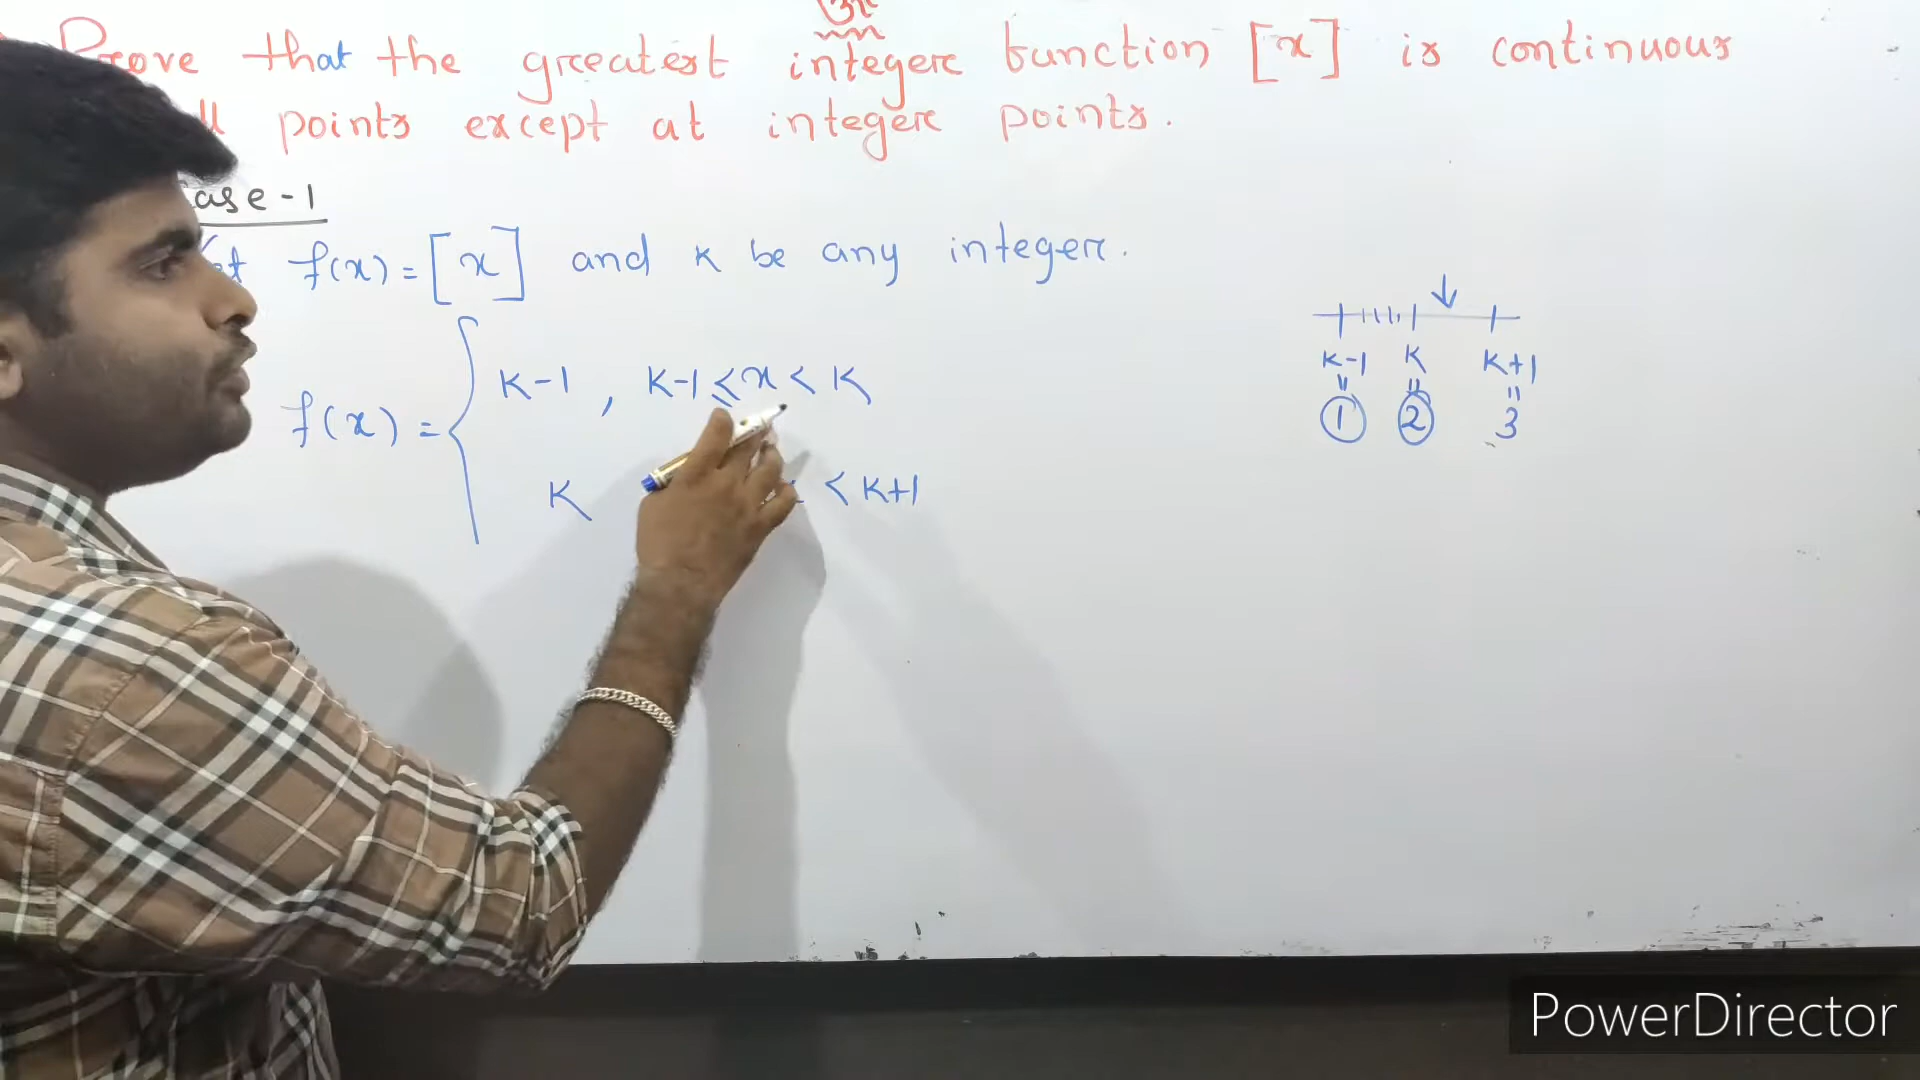 Prove that the greatest integer function [x] is continuous
points except at integer points.
Case-1
f(x) = [x] and K be any integer.
f(x) = { K-1 , K-1 ≤ x < K
K x < K+1
K-1 K K+1
" " "
1 2 3
PowerDirector